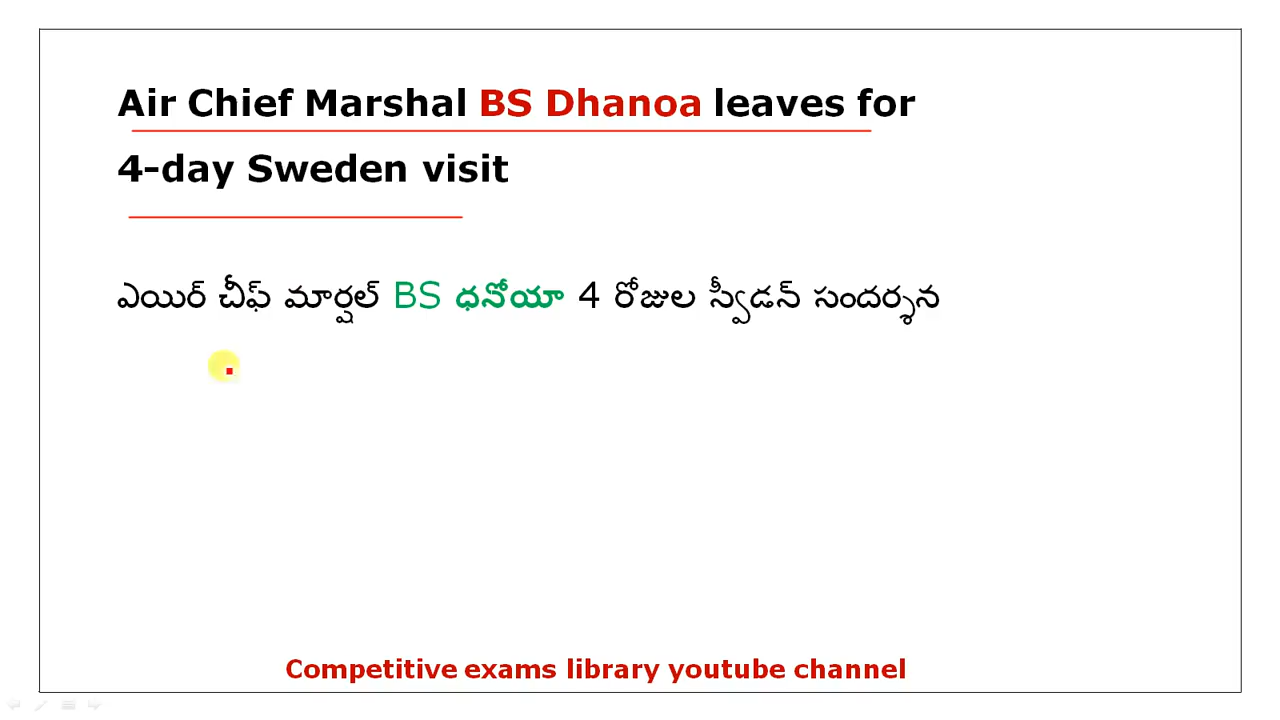 Air Chief Marshal BS Dhanoa leaves for
4-day Sweden visit
ఎయిర్ చీఫ్ మార్షల్ BS ధనోయా 4 రోజుల స్వీడన్ సందర్శన
Competitive exams library youtube channel